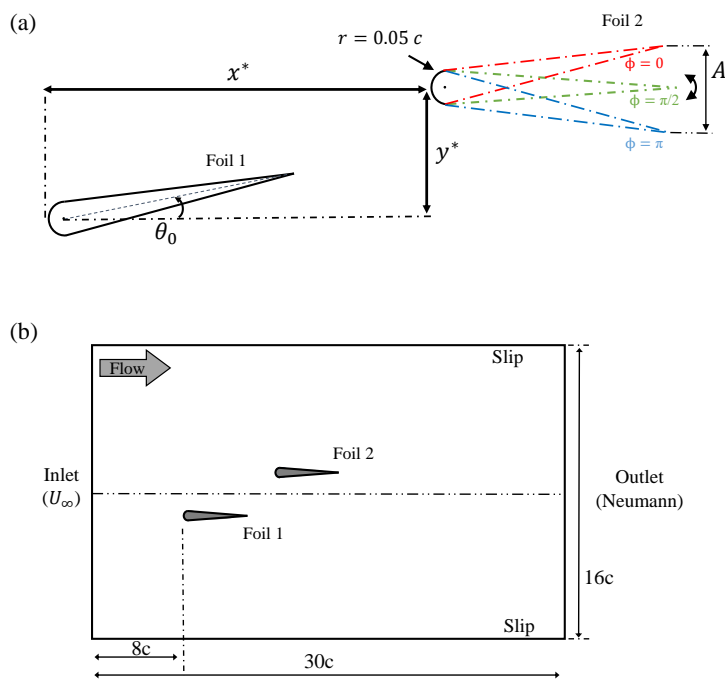 (a)
Foil 2
r = 0.05 c
ϕ = 0
x*
A
ϕ = π/2
y*
ϕ = π
Foil 1
θ₀
(b)
Slip
Flow
Foil 2
Inlet
(U∞)
Outlet
(Neumann)
Foil 1
16c
Slip
8c
30c